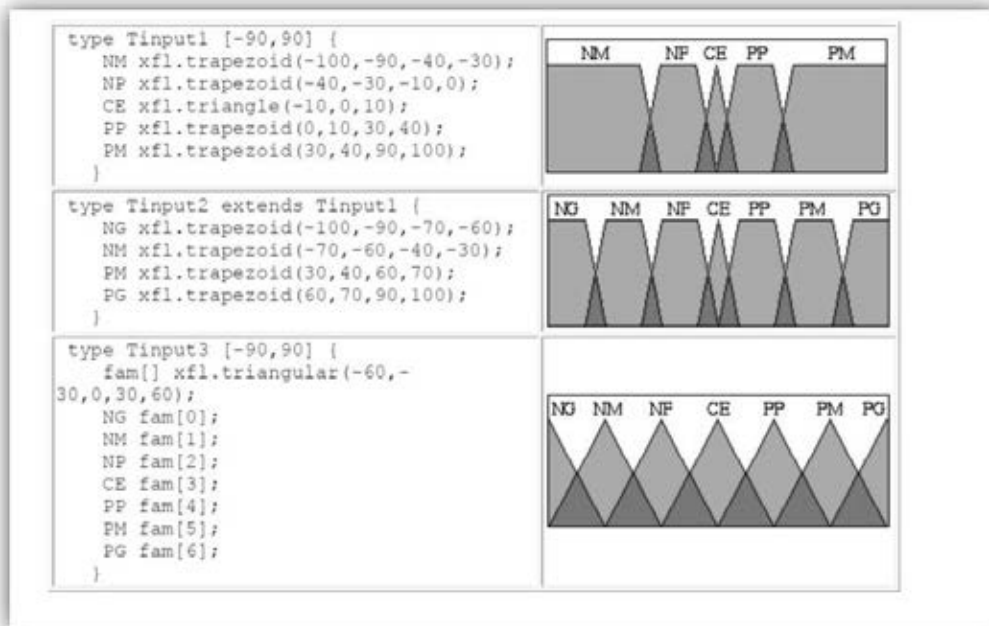 type Tinput1 [-90,90] {
NM xfl.trapezoid(-100,-90,-40,-30);
NP xfl.trapezoid(-40,-30,-10,0);
CE xfl.triangle(-10,0,10);
PP xfl.trapezoid(0,10,30,40);
PM xfl.trapezoid(30,40,90,100);
}
NM NP CE PP PM
type Tinput2 extends Tinput1 {
NG xfl.trapezoid(-100,-90,-70,-60);
NM xfl.trapezoid(-70,-60,-40,-30);
PM xfl.trapezoid(30,40,60,70);
PG xfl.trapezoid(60,70,90,100);
}
NG NM NP CE PP PM PG
type Tinput3 [-90,90] {
fam[] xfl.triangular(-60,-
30,0,30,60);
NG fam[0];
NM fam[1];
NP fam[2];
CE fam[3];
PP fam[4];
PM fam[5];
PG fam[6];
}
NG NM NP CE PP PM PG